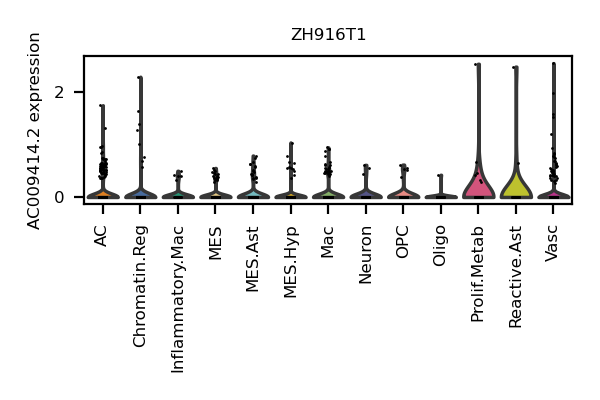 ZH916T1
AC009414.2 expression
2
0
AC
Chromatin.Reg
Inflammatory.Mac
MES
MES.Ast
MES.Hyp
Mac
Neuron
OPC
Oligo
Prolif.Metab
Reactive.Ast
Vasc